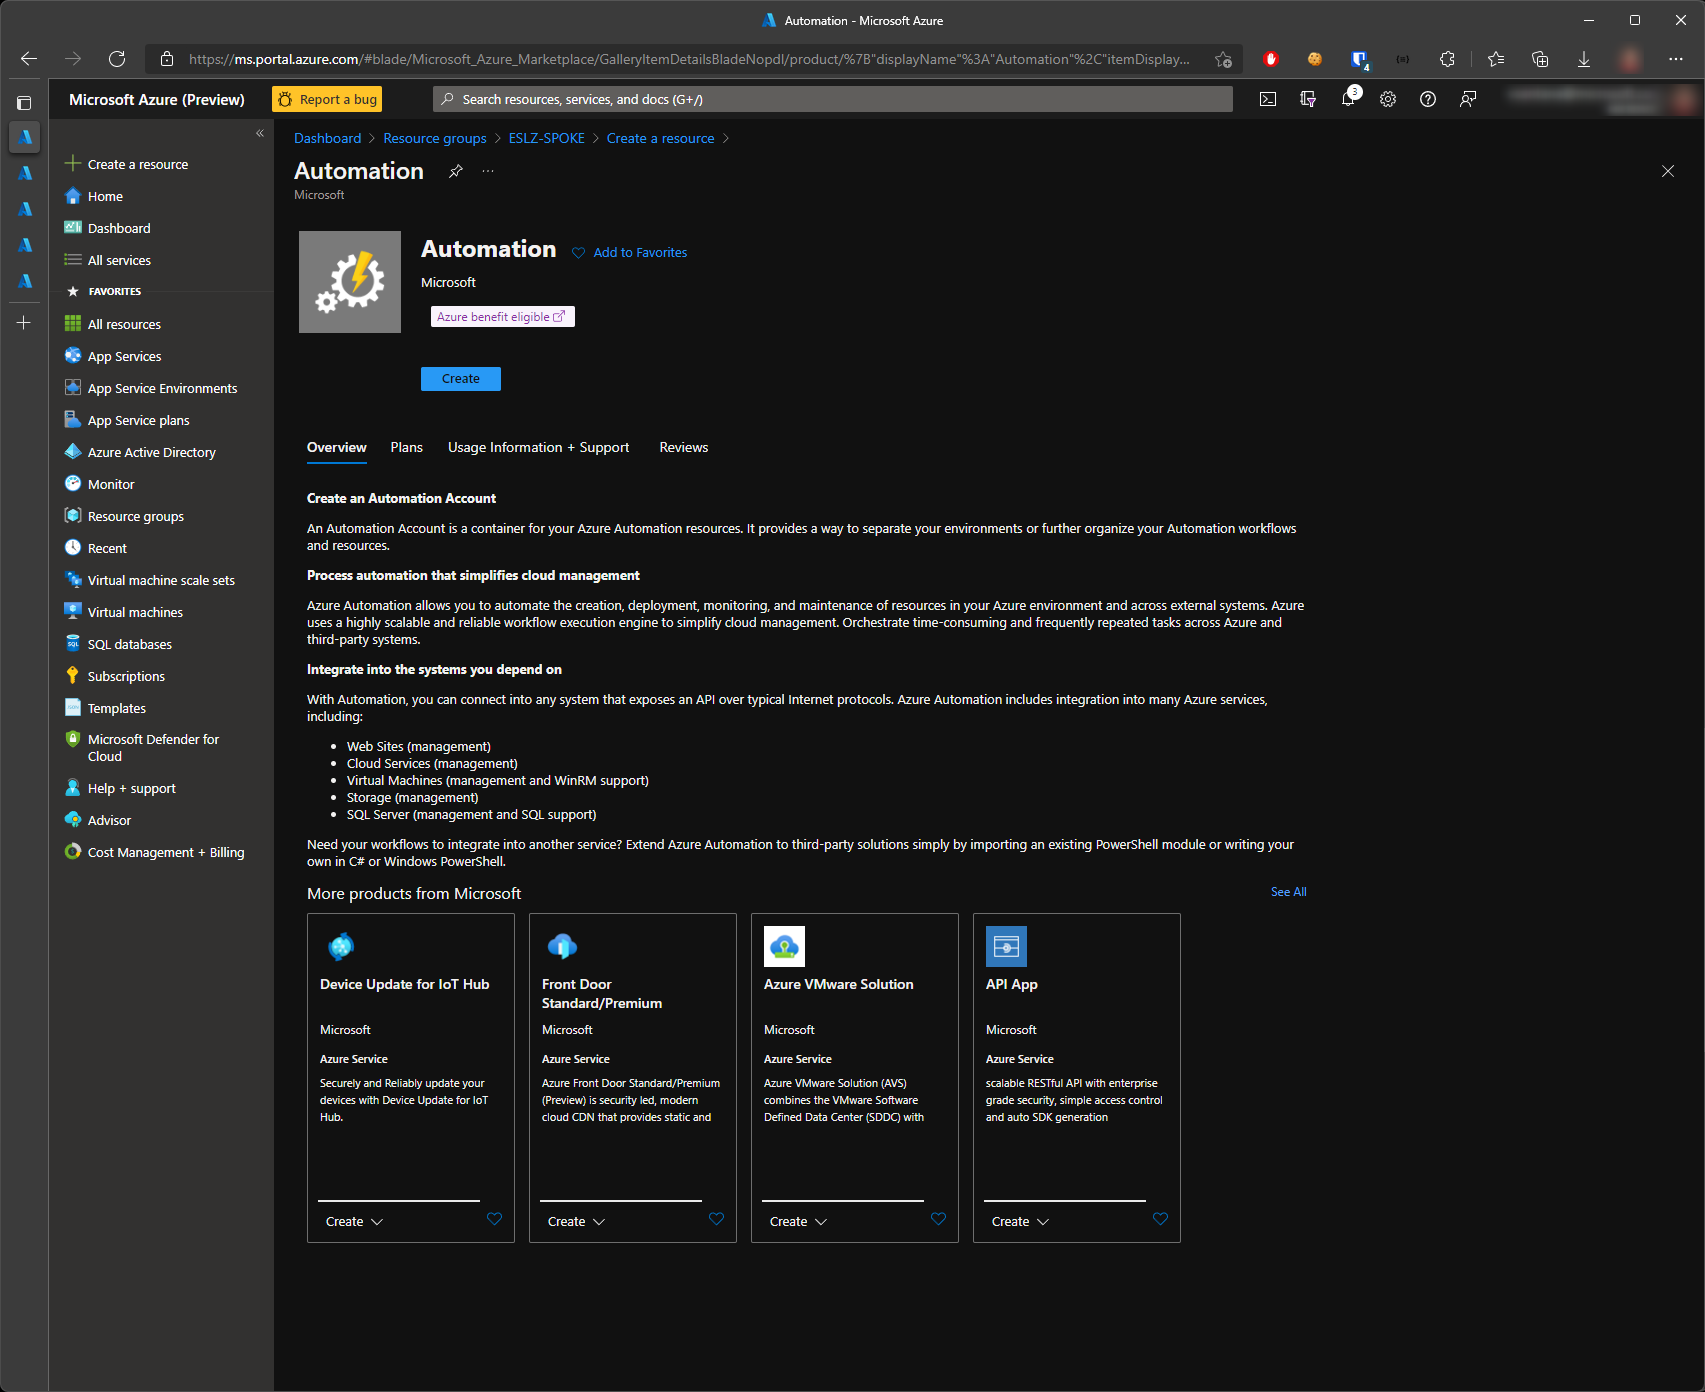 Automation - Microsoft Azure
https://ms.portal.azure.com/#blade/Microsoft_Azure_Marketplace/GalleryItemDetailsBladeNopdl/product/%7B"displayName"%3A"Automation"%2C"itemDisplay...
4
Microsoft Azure (Preview)
Report a bug
Search resources, services, and docs (G+/)
3
Create a resource
Home
Dashboard
All services
FAVORITES
All resources
App Services
App Service Environments
App Service plans
Azure Active Directory
Monitor
Resource groups
Recent
Virtual machine scale sets
Virtual machines
SQL databases
Subscriptions
Templates
Microsoft Defender for
Cloud
Help + support
Advisor
Cost Management + Billing
Dashboard > Resource groups > ESLZ-SPOKE > Create a resource >
Automation
Microsoft
Automation
Add to Favorites
Microsoft
Azure benefit eligible
Create
Overview Plans Usage Information + Support Reviews
Create an Automation Account
An Automation Account is a container for your Azure Automation resources. It provides a way to separate your environments or further organize your Automation workflows
and resources.
Process automation that simplifies cloud management
Azure Automation allows you to automate the creation, deployment, monitoring, and maintenance of resources in your Azure environment and across external systems. Azure
uses a highly scalable and reliable workflow execution engine to simplify cloud management. Orchestrate time-consuming and frequently repeated tasks across Azure and
third-party systems.
Integrate into the systems you depend on
With Automation, you can connect into any system that exposes an API over typical Internet protocols. Azure Automation includes integration into many Azure services,
including:
• Web Sites (management)
• Cloud Services (management)
• Virtual Machines (management and WinRM support)
• Storage (management)
• SQL Server (management and SQL support)
Need your workflows to integrate into another service? Extend Azure Automation to third-party solutions simply by importing an existing PowerShell module or writing your
own in C# or Windows PowerShell.
More products from Microsoft
See All
Device Update for IoT Hub
Microsoft
Azure Service
Securely and Reliably update your
devices with Device Update for IoT
Hub.
Create
Front Door
Standard/Premium
Microsoft
Azure Service
Azure Front Door Standard/Premium
(Preview) is security led, modern
cloud CDN that provides static and
Create
Azure VMware Solution
Microsoft
Azure Service
Azure VMware Solution (AVS)
combines the VMware Software
Defined Data Center (SDDC) with
Create
API App
Microsoft
Azure Service
scalable RESTful API with enterprise
grade security, simple access control
and auto SDK generation
Create